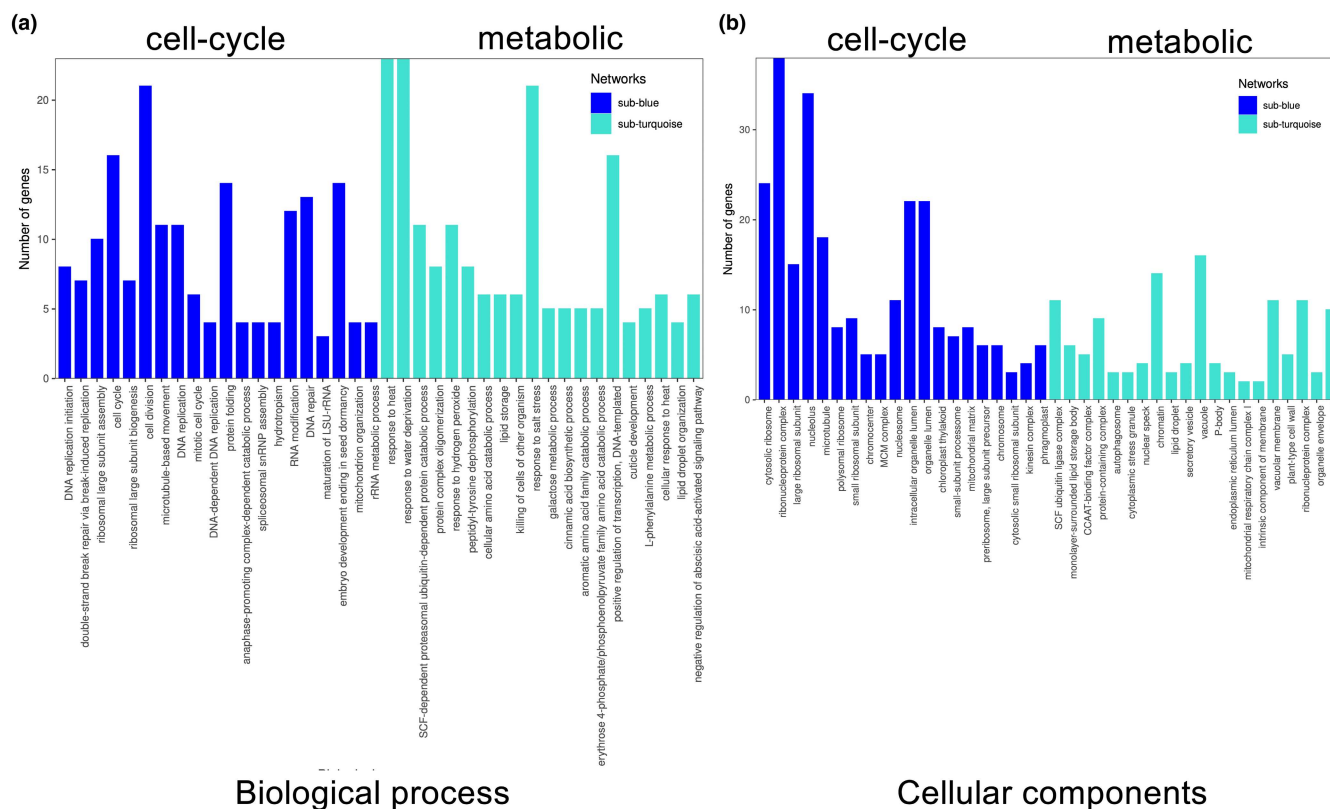 (a)
cell-cycle
metabolic
Networks
sub-blue
sub-turquoise
Number of genes
20
15
10
5
0
DNA replication initiation
double-strand break repair via break-induced replication
ribosomal large subunit assembly
cell cycle
ribosomal large subunit biogenesis
cell division
microtubule-based movement
DNA replication
mitotic cell cycle
DNA-dependent DNA replication
protein folding
anaphase-promoting complex-dependent catabolic process
spliceosomal snRNP assembly
hydrotropism
RNA modification
DNA repair
maturation of LSU-rRNA
embryo development ending in seed dormancy
mitochondrion organization
rRNA metabolic process
response to heat
response to water deprivation
SCF-dependent proteasomal ubiquitin-dependent protein catabolic process
protein complex oligomerization
response to hydrogen peroxide
peptidyl-tyrosine dephosphorylation
cellular amino acid catabolic process
lipid storage
killing of cells of other organism
response to salt stress
galactose metabolic process
cinnamic acid biosynthetic process
aromatic amino acid family catabolic process
erythrose 4-phosphate/phosphoenolpyruvate family amino acid catabolic process
positive regulation of transcription, DNA-templated
cuticle development
L-phenylalanine metabolic process
cellular response to heat
lipid droplet organization
negative regulation of abscisic acid-activated signaling pathway
Biological process
(b)
cell-cycle
metabolic
Networks
sub-blue
sub-turquoise
Number of genes
30
20
10
0
cytosolic ribosome
ribonucleoprotein complex
large ribosomal subunit
nucleolus
microtubule
polysomal ribosome
small ribosomal subunit
chromocenter
MCM complex
nucleosome
intracellular organelle lumen
organelle lumen
chloroplast thylakoid
small-subunit processome
mitochondrial matrix
preribosome, large subunit precursor
chromosome
cytosolic small ribosomal subunit
kinesin complex
phragmoplast
SCF ubiquitin ligase complex
monolayer-surrounded lipid storage body
CCAAT-binding factor complex
protein-containing complex
autophagosome
cytoplasmic stress granule
nuclear speck
chromatin
lipid droplet
secretory vesicle
vacuole
P-body
endoplasmic reticulum lumen
mitochondrial respiratory chain complex I
intrinsic component of membrane
vacuolar membrane
plant-type cell wall
ribonucleoprotein complex
organelle envelope
Cellular components